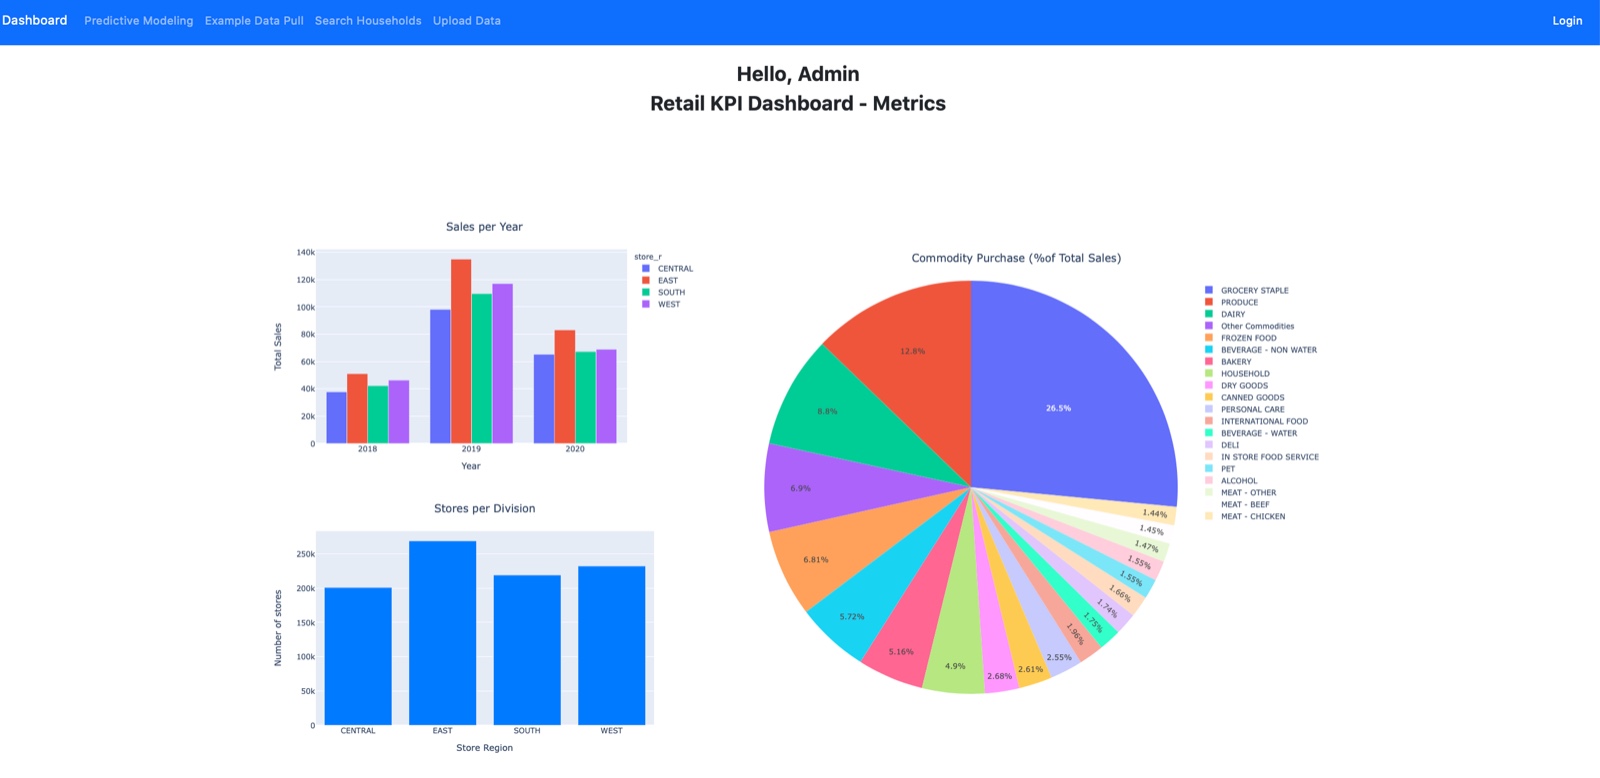 Dashboard Predictive Modeling Example Data Pull Search Households Upload Data Login
Hello, Admin
Retail KPI Dashboard - Metrics
Sales per Year
140k
120k
100k
80k
60k
40k
20k
0
Total Sales
2018 2019 2020
Year
store_r
CENTRAL
EAST
SOUTH
WEST
Stores per Division
250k
200k
150k
100k
50k
0
Number of stores
CENTRAL EAST SOUTH WEST
Store Region
Commodity Purchase (%of Total Sales)
26.5%
12.8%
8.8%
6.9%
6.81%
5.72%
5.16%
4.9%
2.68%
2.61%
2.55%
1.96%
1.75%
1.74%
1.66%
1.55%
1.55%
1.47%
1.45%
1.44%
GROCERY STAPLE
PRODUCE
DAIRY
Other Commodities
FROZEN FOOD
BEVERAGE - NON WATER
BAKERY
HOUSEHOLD
DRY GOODS
CANNED GOODS
PERSONAL CARE
INTERNATIONAL FOOD
BEVERAGE - WATER
DELI
IN STORE FOOD SERVICE
PET
ALCOHOL
MEAT - OTHER
MEAT - BEEF
MEAT - CHICKEN